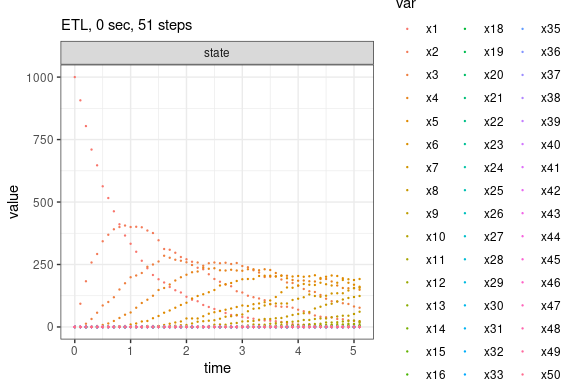 var
ETL, 0 sec, 51 steps
state
1000
750
500
250
0
value
0 1 2 3 4 5
time
x1 x18 x35
x2 x19 x36
x3 x20 x37
x4 x21 x38
x5 x22 x39
x6 x23 x40
x7 x24 x41
x8 x25 x42
x9 x26 x43
x10 x27 x44
x11 x28 x45
x12 x29 x46
x13 x30 x47
x14 x31 x48
x15 x32 x49
x16 x33 x50